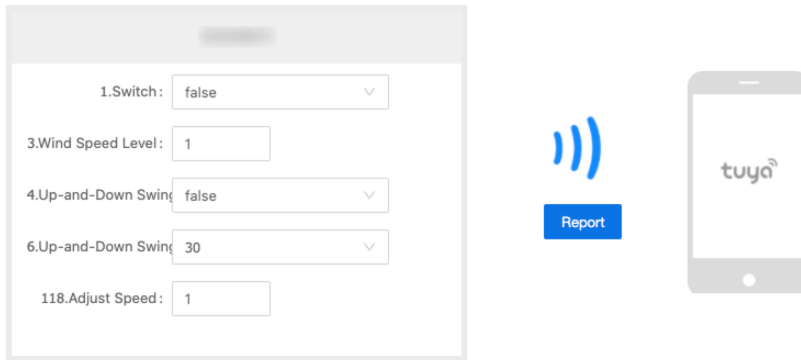 1.Switch: false
3.Wind Speed Level: 1
4.Up-and-Down Swing false
6.Up-and-Down Swing 30
118.Adjust Speed: 1
Report
tuya